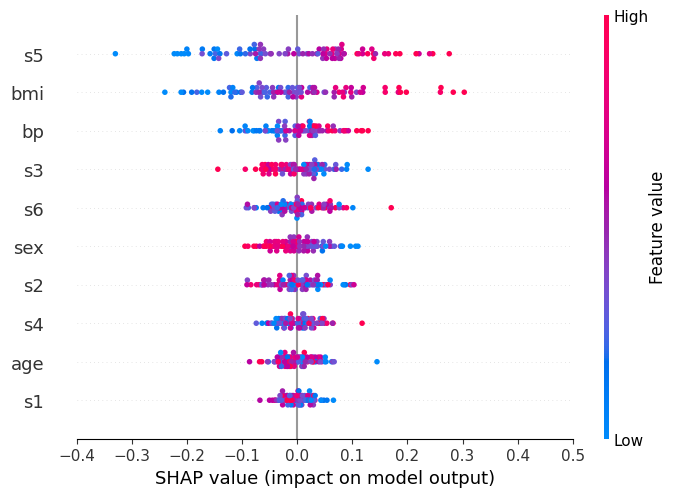 High
s5
bmi
bp
s3
s6
sex
s2
s4
age
s1
Feature value
Low
−0.4 −0.3 −0.2 −0.1 0.0 0.1 0.2 0.3 0.4 0.5
SHAP value (impact on model output)